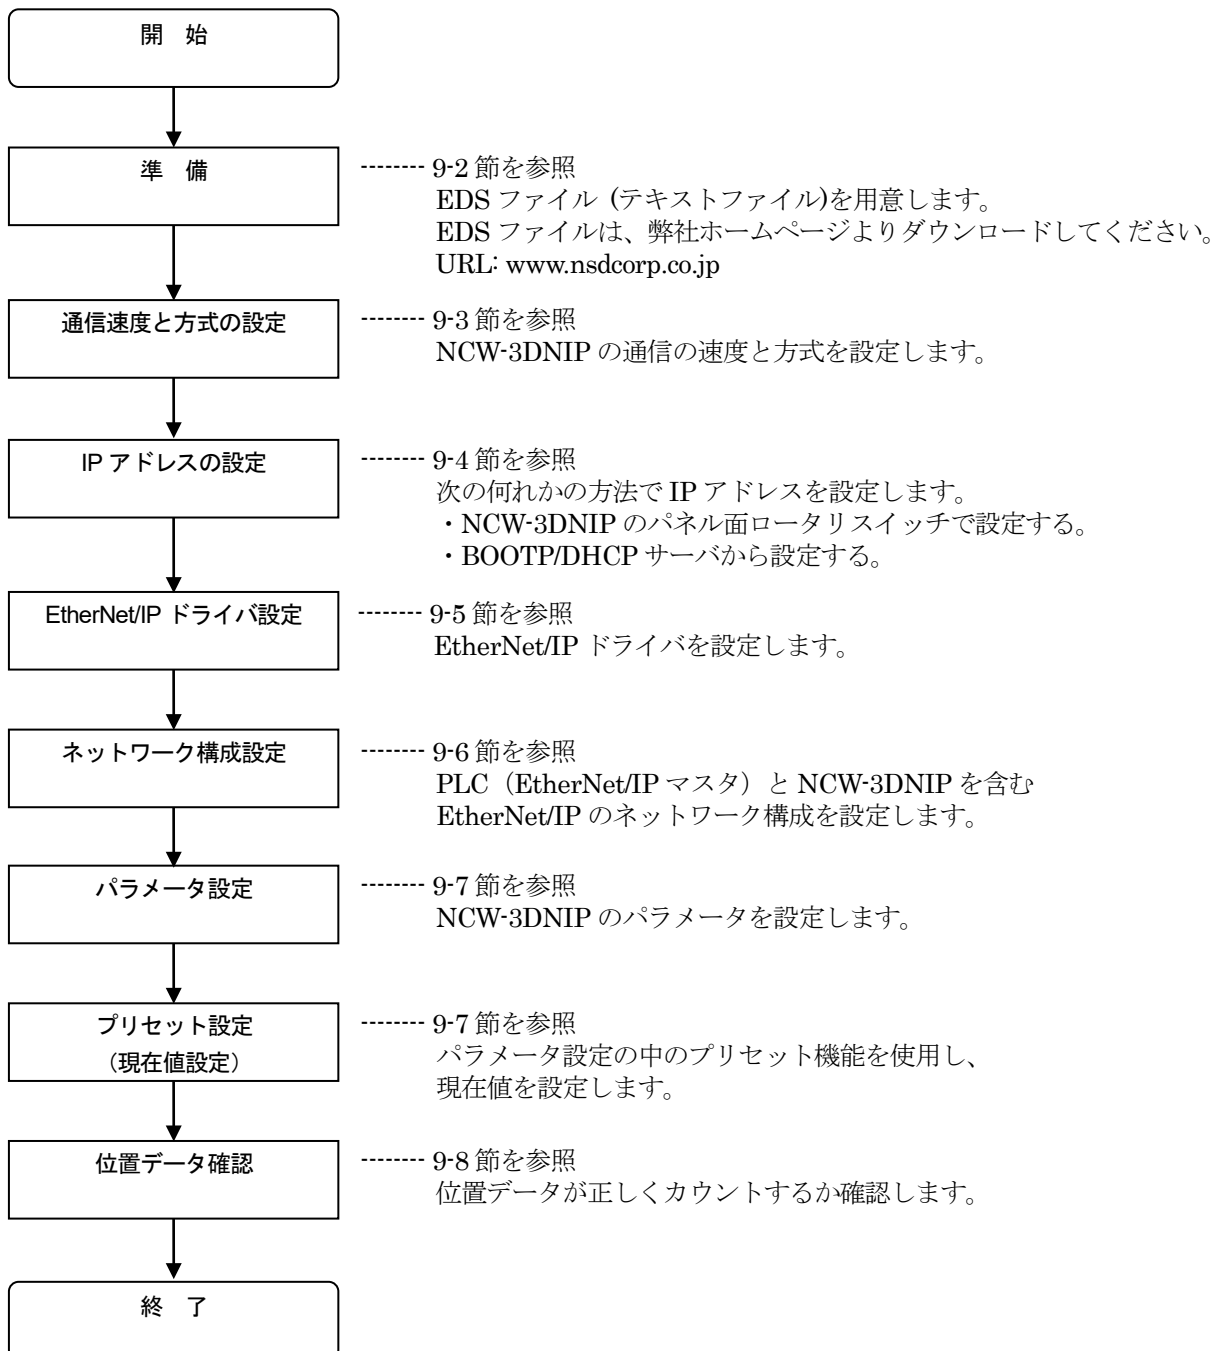 開 始
準 備
-------- 9-2 節を参照
EDS ファイル (テキストファイル)を用意します。
EDS ファイルは、弊社ホームページよりダウンロードしてください。
URL: www.nsdcorp.co.jp
通信速度と方式の設定
-------- 9-3 節を参照
NCW-3DNIP の通信の速度と方式を設定します。
IP アドレスの設定
-------- 9-4 節を参照
次の何れかの方法で IP アドレスを設定します。
・NCW-3DNIP のパネル面ロータリスイッチで設定する。
・BOOTP/DHCP サーバから設定する。
EtherNet/IP ドライバ設定
-------- 9-5 節を参照
EtherNet/IP ドライバを設定します。
ネットワーク構成設定
-------- 9-6 節を参照
PLC（EtherNet/IP マスタ）と NCW-3DNIP を含む
EtherNet/IP のネットワーク構成を設定します。
パラメータ設定
-------- 9-7 節を参照
NCW-3DNIP のパラメータを設定します。
プリセット設定
（現在値設定）
-------- 9-7 節を参照
パラメータ設定の中のプリセット機能を使用し、
現在値を設定します。
位置データ確認
-------- 9-8 節を参照
位置データが正しくカウントするか確認します。
終 了